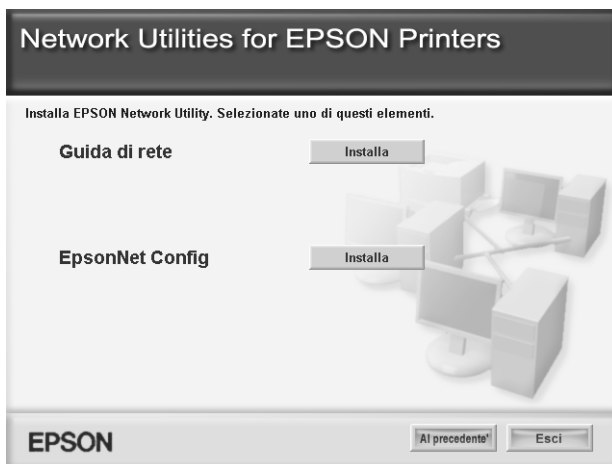 Network Utilities for EPSON Printers
Installa EPSON Network Utility. Selezionate uno di questi elementi.
Guida di rete Installa
EpsonNet Config Installa
EPSON Al precedente' Esci